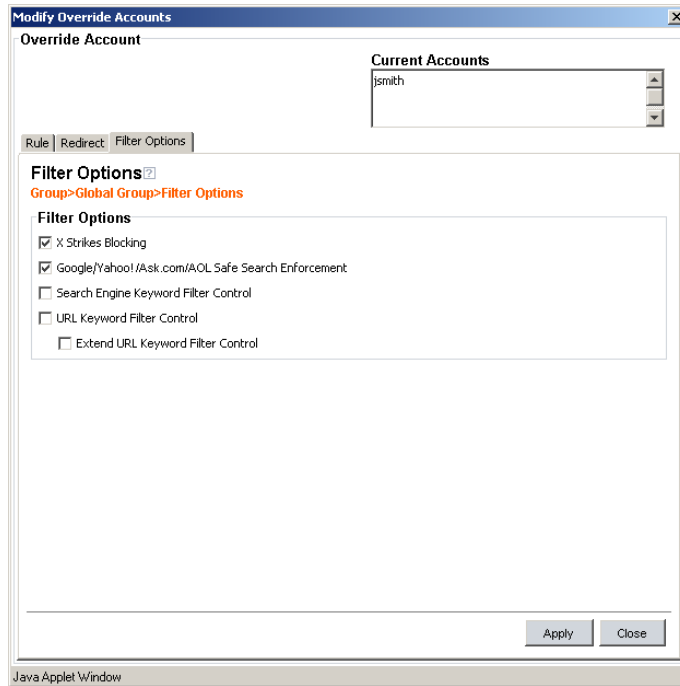 Modify Override Accounts
Override Account
Current Accounts
jsmith
Rule Redirect Filter Options
Filter Options?
Group>Global Group>Filter Options
Filter Options
X Strikes Blocking
Google/Yahoo!/Ask.com/AOL Safe Search Enforcement
Search Engine Keyword Filter Control
URL Keyword Filter Control
Extend URL Keyword Filter Control
Apply Close
Java Applet Window